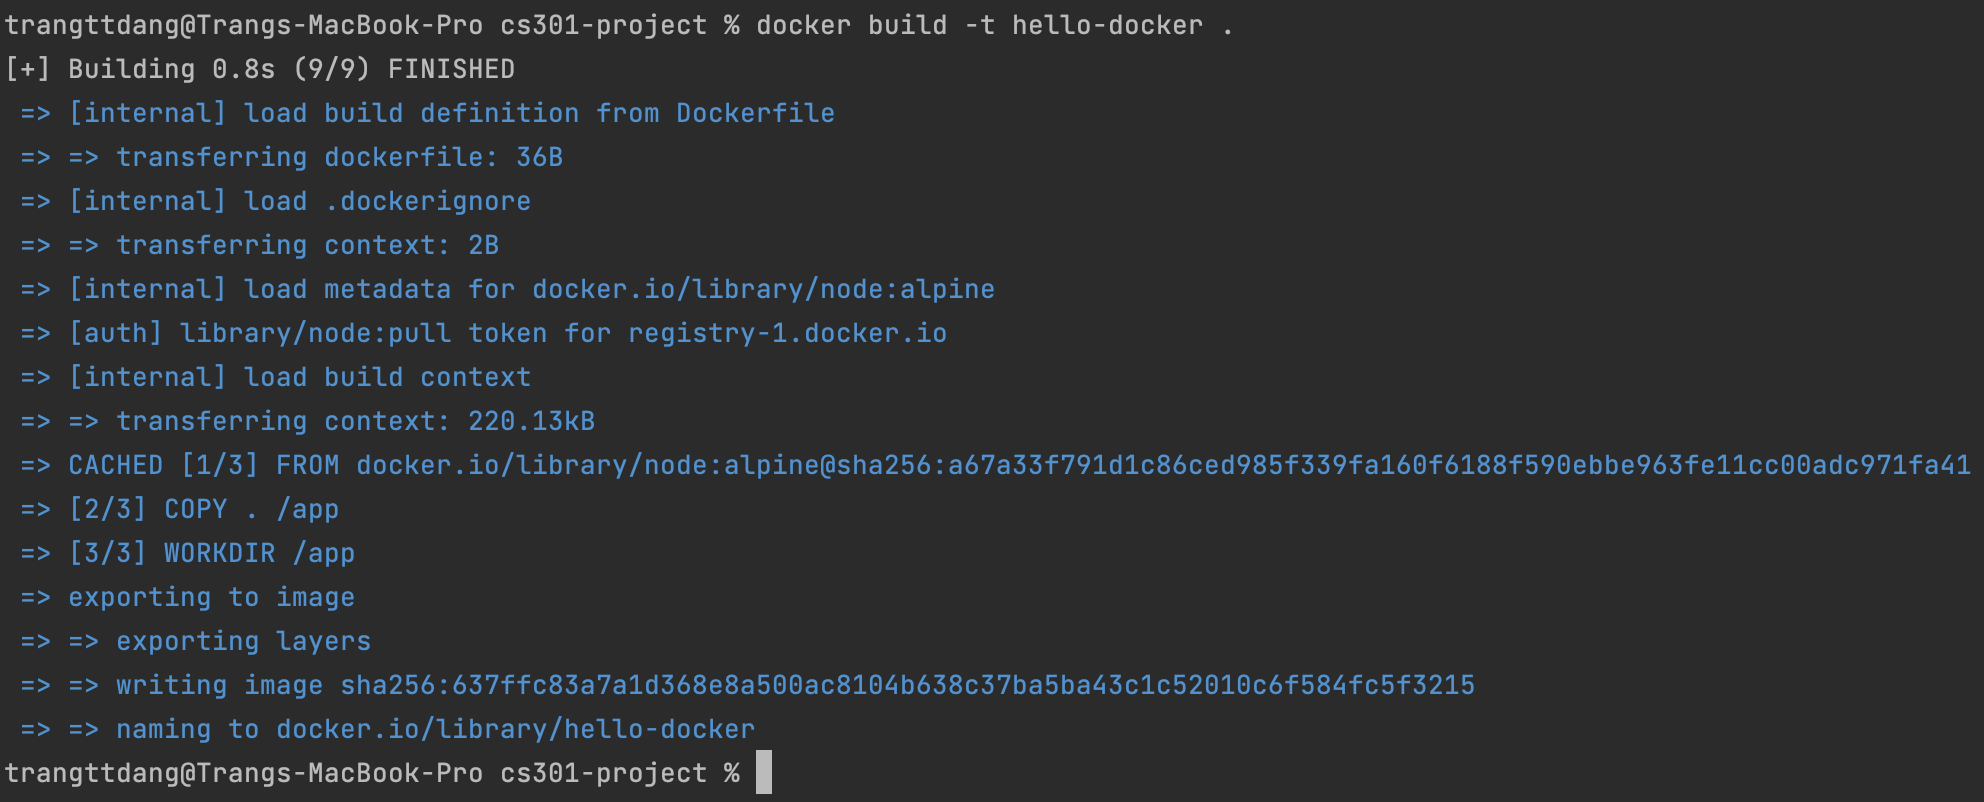 trangttdang@Trangs-MacBook-Pro cs301-project % docker build -t hello-docker .
[+] Building 0.8s (9/9) FINISHED
=> [internal] load build definition from Dockerfile
=> => transferring dockerfile: 36B
=> [internal] load .dockerignore
=> => transferring context: 2B
=> [internal] load metadata for docker.io/library/node:alpine
=> [auth] library/node:pull token for registry-1.docker.io
=> [internal] load build context
=> => transferring context: 220.13kB
=> CACHED [1/3] FROM docker.io/library/node:alpine@sha256:a67a33f791d1c86ced985f339fa160f6188f590ebbe963fe11cc00adc971fa41
=> [2/3] COPY . /app
=> [3/3] WORKDIR /app
=> exporting to image
=> => exporting layers
=> => writing image sha256:637ffc83a7a1d368e8a500ac8104b638c37ba5ba43c1c52010c6f584fc5f3215
=> => naming to docker.io/library/hello-docker
trangttdang@Trangs-MacBook-Pro cs301-project %